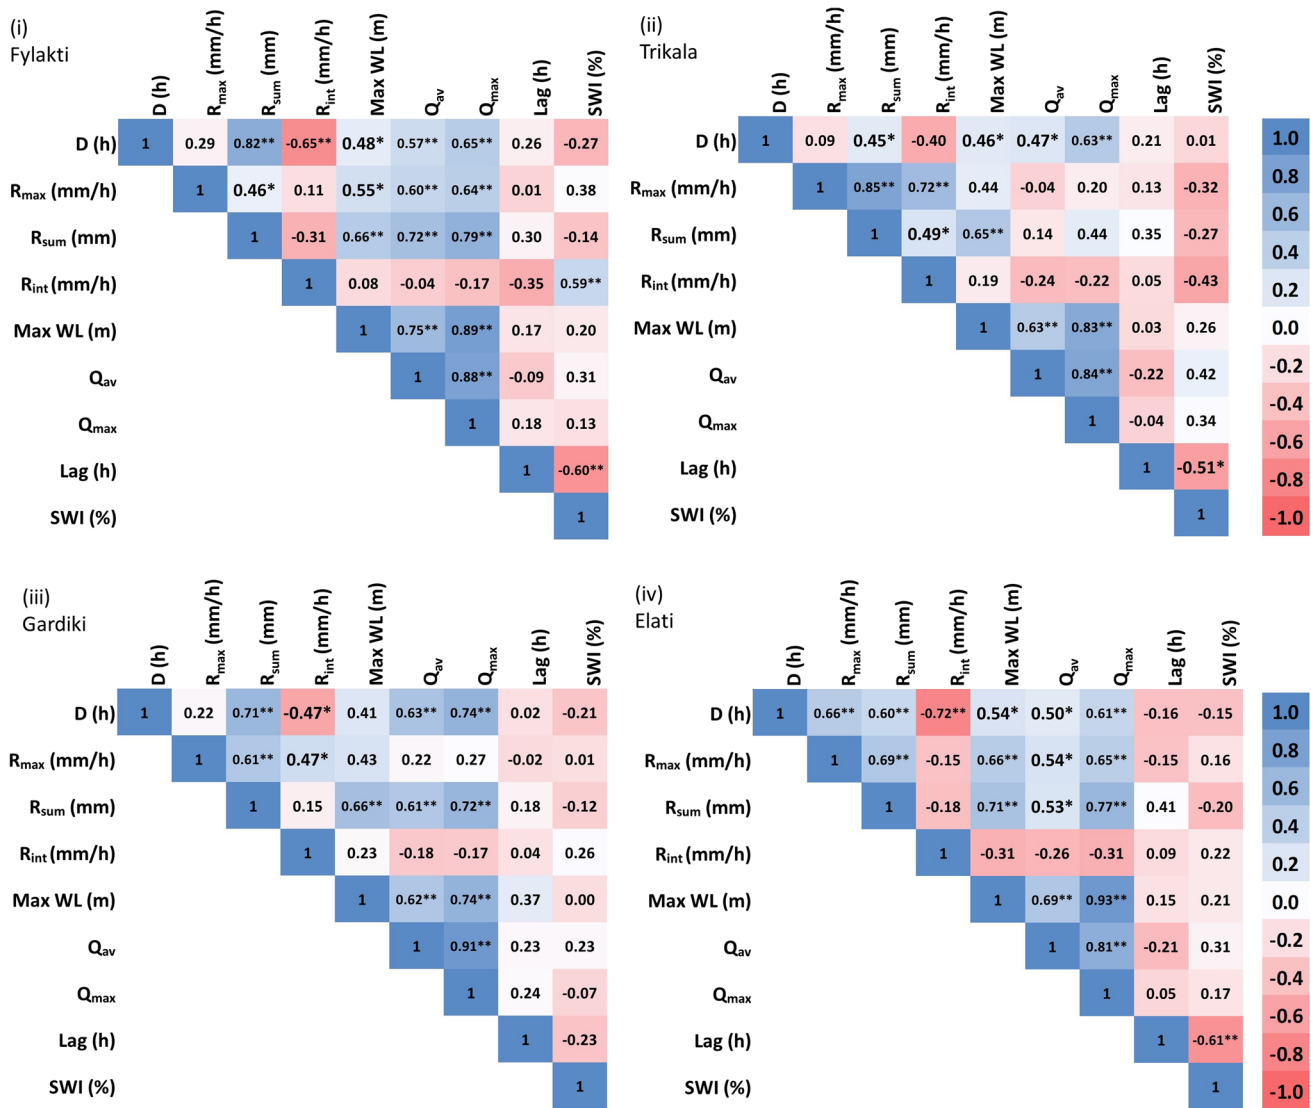 (i)
Fylakti
D (h) Rmax (mm/h) Rsum (mm) Rint (mm/h) Max WL (m) Qav Qmax Lag (h) SWI (%)
D (h) 1 0.29 0.82** -0.65** 0.48* 0.57** 0.65** 0.26 -0.27
Rmax (mm/h) 1 0.46* 0.11 0.55* 0.60** 0.64** 0.01 0.38
Rsum (mm) 1 -0.31 0.66** 0.72** 0.79** 0.30 -0.14
Rint (mm/h) 1 0.08 -0.04 -0.17 -0.35 0.59**
Max WL (m) 1 0.75** 0.89** 0.17 0.20
Qav 1 0.88** -0.09 0.31
Qmax 1 0.18 0.13
Lag (h) 1 -0.60**
SWI (%) 1
(ii)
Trikala
D (h) Rmax (mm/h) Rsum (mm) Rint (mm/h) Max WL (m) Qav Qmax Lag (h) SWI (%)
D (h) 1 0.09 0.45* -0.40 0.46* 0.47* 0.63** 0.21 0.01
Rmax (mm/h) 1 0.85** 0.72** 0.44 -0.04 0.20 0.13 -0.32
Rsum (mm) 1 0.49* 0.65** 0.14 0.44 0.35 -0.27
Rint (mm/h) 1 0.19 -0.24 -0.22 0.05 -0.43
Max WL (m) 1 0.63** 0.83** 0.03 0.26
Qav 1 0.84** -0.22 0.42
Qmax 1 -0.04 0.34
Lag (h) 1 -0.51*
SWI (%) 1
1.0
0.8
0.6
0.4
0.2
0.0
-0.2
-0.4
-0.6
-0.8
-1.0
(iii)
Gardiki
D (h) Rmax (mm/h) Rsum (mm) Rint (mm/h) Max WL (m) Qav Qmax Lag (h) SWI (%)
D (h) 1 0.22 0.71** -0.47* 0.41 0.63** 0.74** 0.02 -0.21
Rmax (mm/h) 1 0.61** 0.47* 0.43 0.22 0.27 -0.02 0.01
Rsum (mm) 1 0.15 0.66** 0.61** 0.72** 0.18 -0.12
Rint (mm/h) 1 0.23 -0.18 -0.17 0.04 0.26
Max WL (m) 1 0.62** 0.74** 0.37 0.00
Qav 1 0.91** 0.23 0.23
Qmax 1 0.24 -0.07
Lag (h) 1 -0.23
SWI (%) 1
(iv)
Elati
D (h) Rmax (mm/h) Rsum (mm) Rint (mm/h) Max WL (m) Qav Qmax Lag (h) SWI (%)
D (h) 1 0.66** 0.60** -0.72** 0.54* 0.50* 0.61** -0.16 -0.15
Rmax (mm/h) 1 0.69** -0.15 0.66** 0.54* 0.65** -0.15 0.16
Rsum (mm) 1 -0.18 0.71** 0.53* 0.77** 0.41 -0.20
Rint (mm/h) 1 -0.31 -0.26 -0.31 0.09 0.22
Max WL (m) 1 0.69** 0.93** 0.15 0.21
Qav 1 0.81** -0.21 0.31
Qmax 1 0.05 0.17
Lag (h) 1 -0.61**
SWI (%) 1
1.0
0.8
0.6
0.4
0.2
0.0
-0.2
-0.4
-0.6
-0.8
-1.0